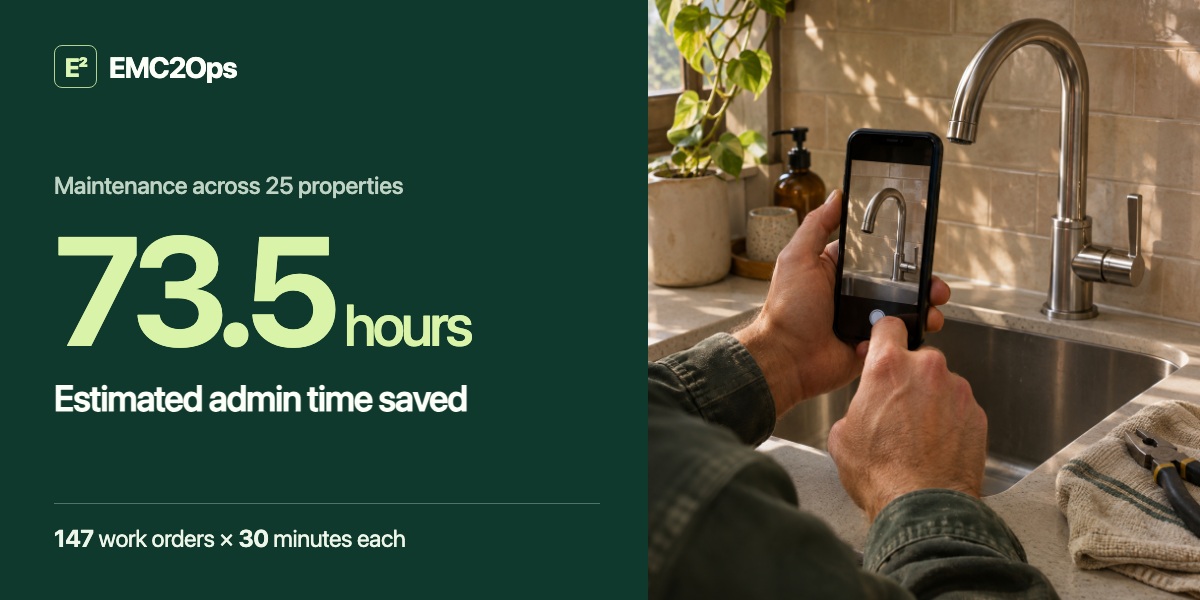 E² EMC2Ops
Maintenance across 25 properties
73.5 hours
Estimated admin time saved
147 work orders × 30 minutes each